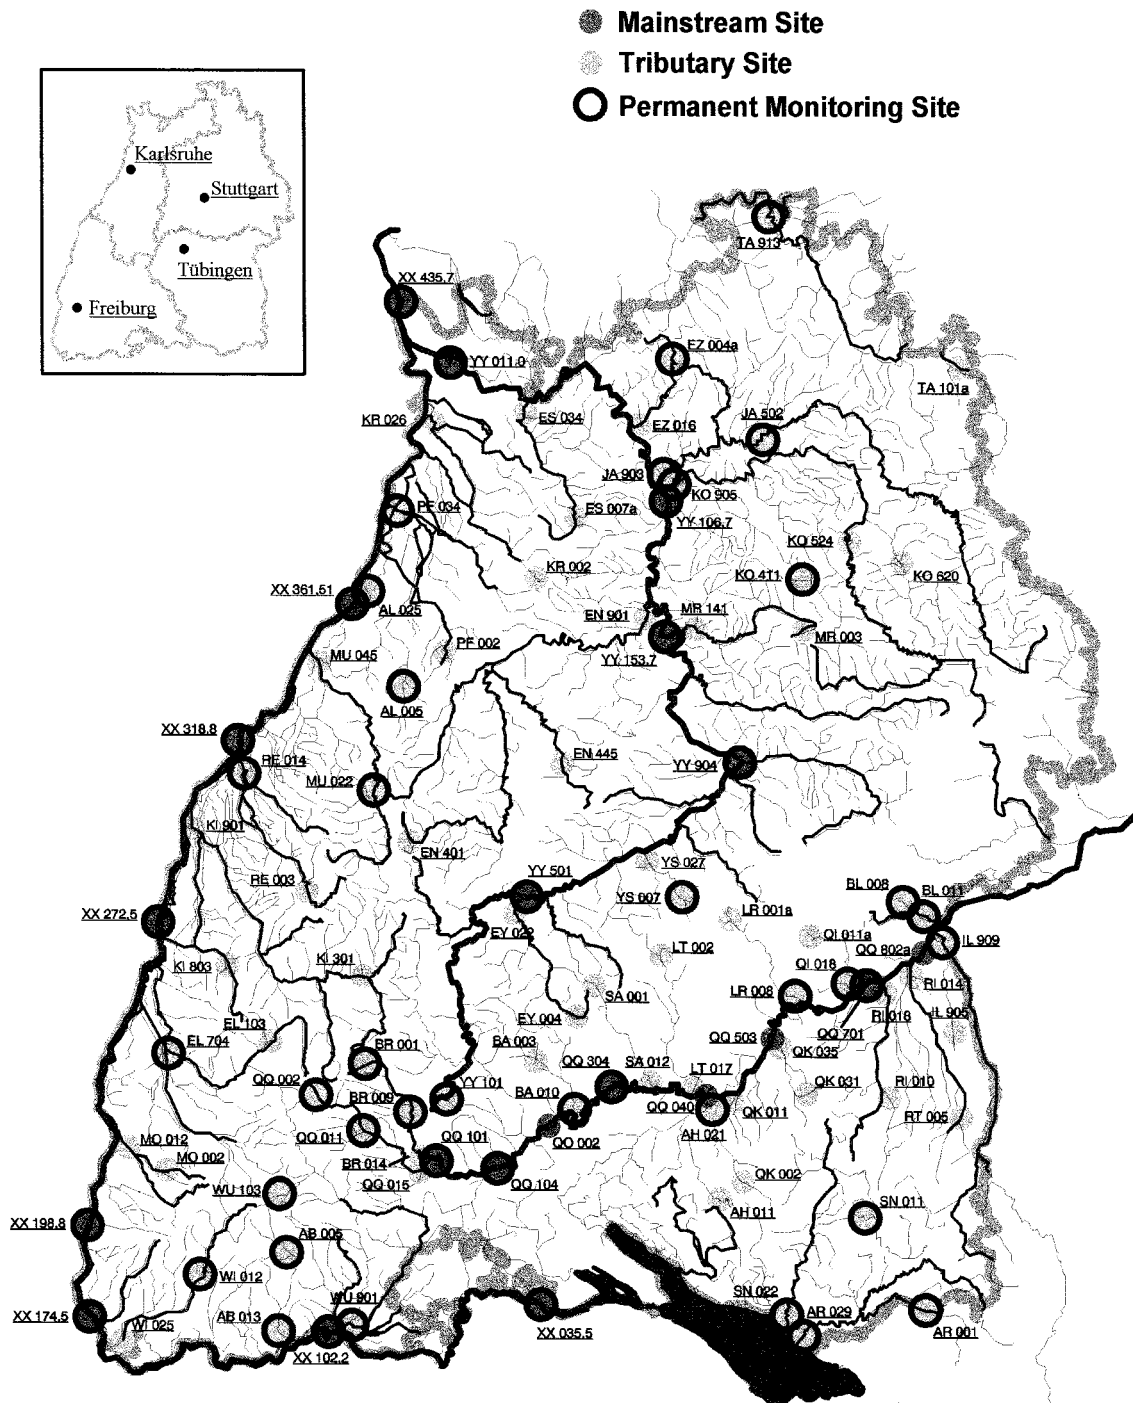 Mainstream Site
Tributary Site
Permanent Monitoring Site
Karlsruhe
Stuttgart
Tübingen
Freiburg
TA 913
XX 435.7
YY 011.0
EZ 004a
TA 101a
KR 026
ES 034
EZ 016
JA 502
JA 903
KO 905
PF 034
ES 007a
YY 106.7
KO 524
KR 002
KO 411
KO 620
XX 361.51
AL 025
EN 901
MR 141
MR 003
PF 002
YY 153.7
MU 045
AL 005
XX 318.8
RE 014
MU 022
EN 445
YY 904
KI 901
EN 401
RE 003
YY 501
YS 027
YS 007
BL 008
BL 011
LR 001a
XX 272.5
EY 022
QI 011a
IL 909
LT 002
QQ 802a
KI 803
KI 301
QI 018
RI 014
SA 001
LR 008
EL 103
EY 004
QQ 701
RI 016
IL 905
EL 704
BR 001
BA 003
QQ 503
QK 035
QQ 304
SA 012
LT 017
QQ 002
YY 101
BA 010
QK 031
RI 010
BR 009
QQ 040
QK 011
RT 005
QQ 011
QQ 101
QO 002
AH 021
MO 012
MO 002
BR 014
QQ 015
QQ 104
QK 002
WU 103
AH 011
SN 011
XX 198.8
AB 005
WI 012
SN 022
AR 029
XX 174.5
WI 025
AB 013
WU 901
XX 102.2
XX 035.5
AR 001